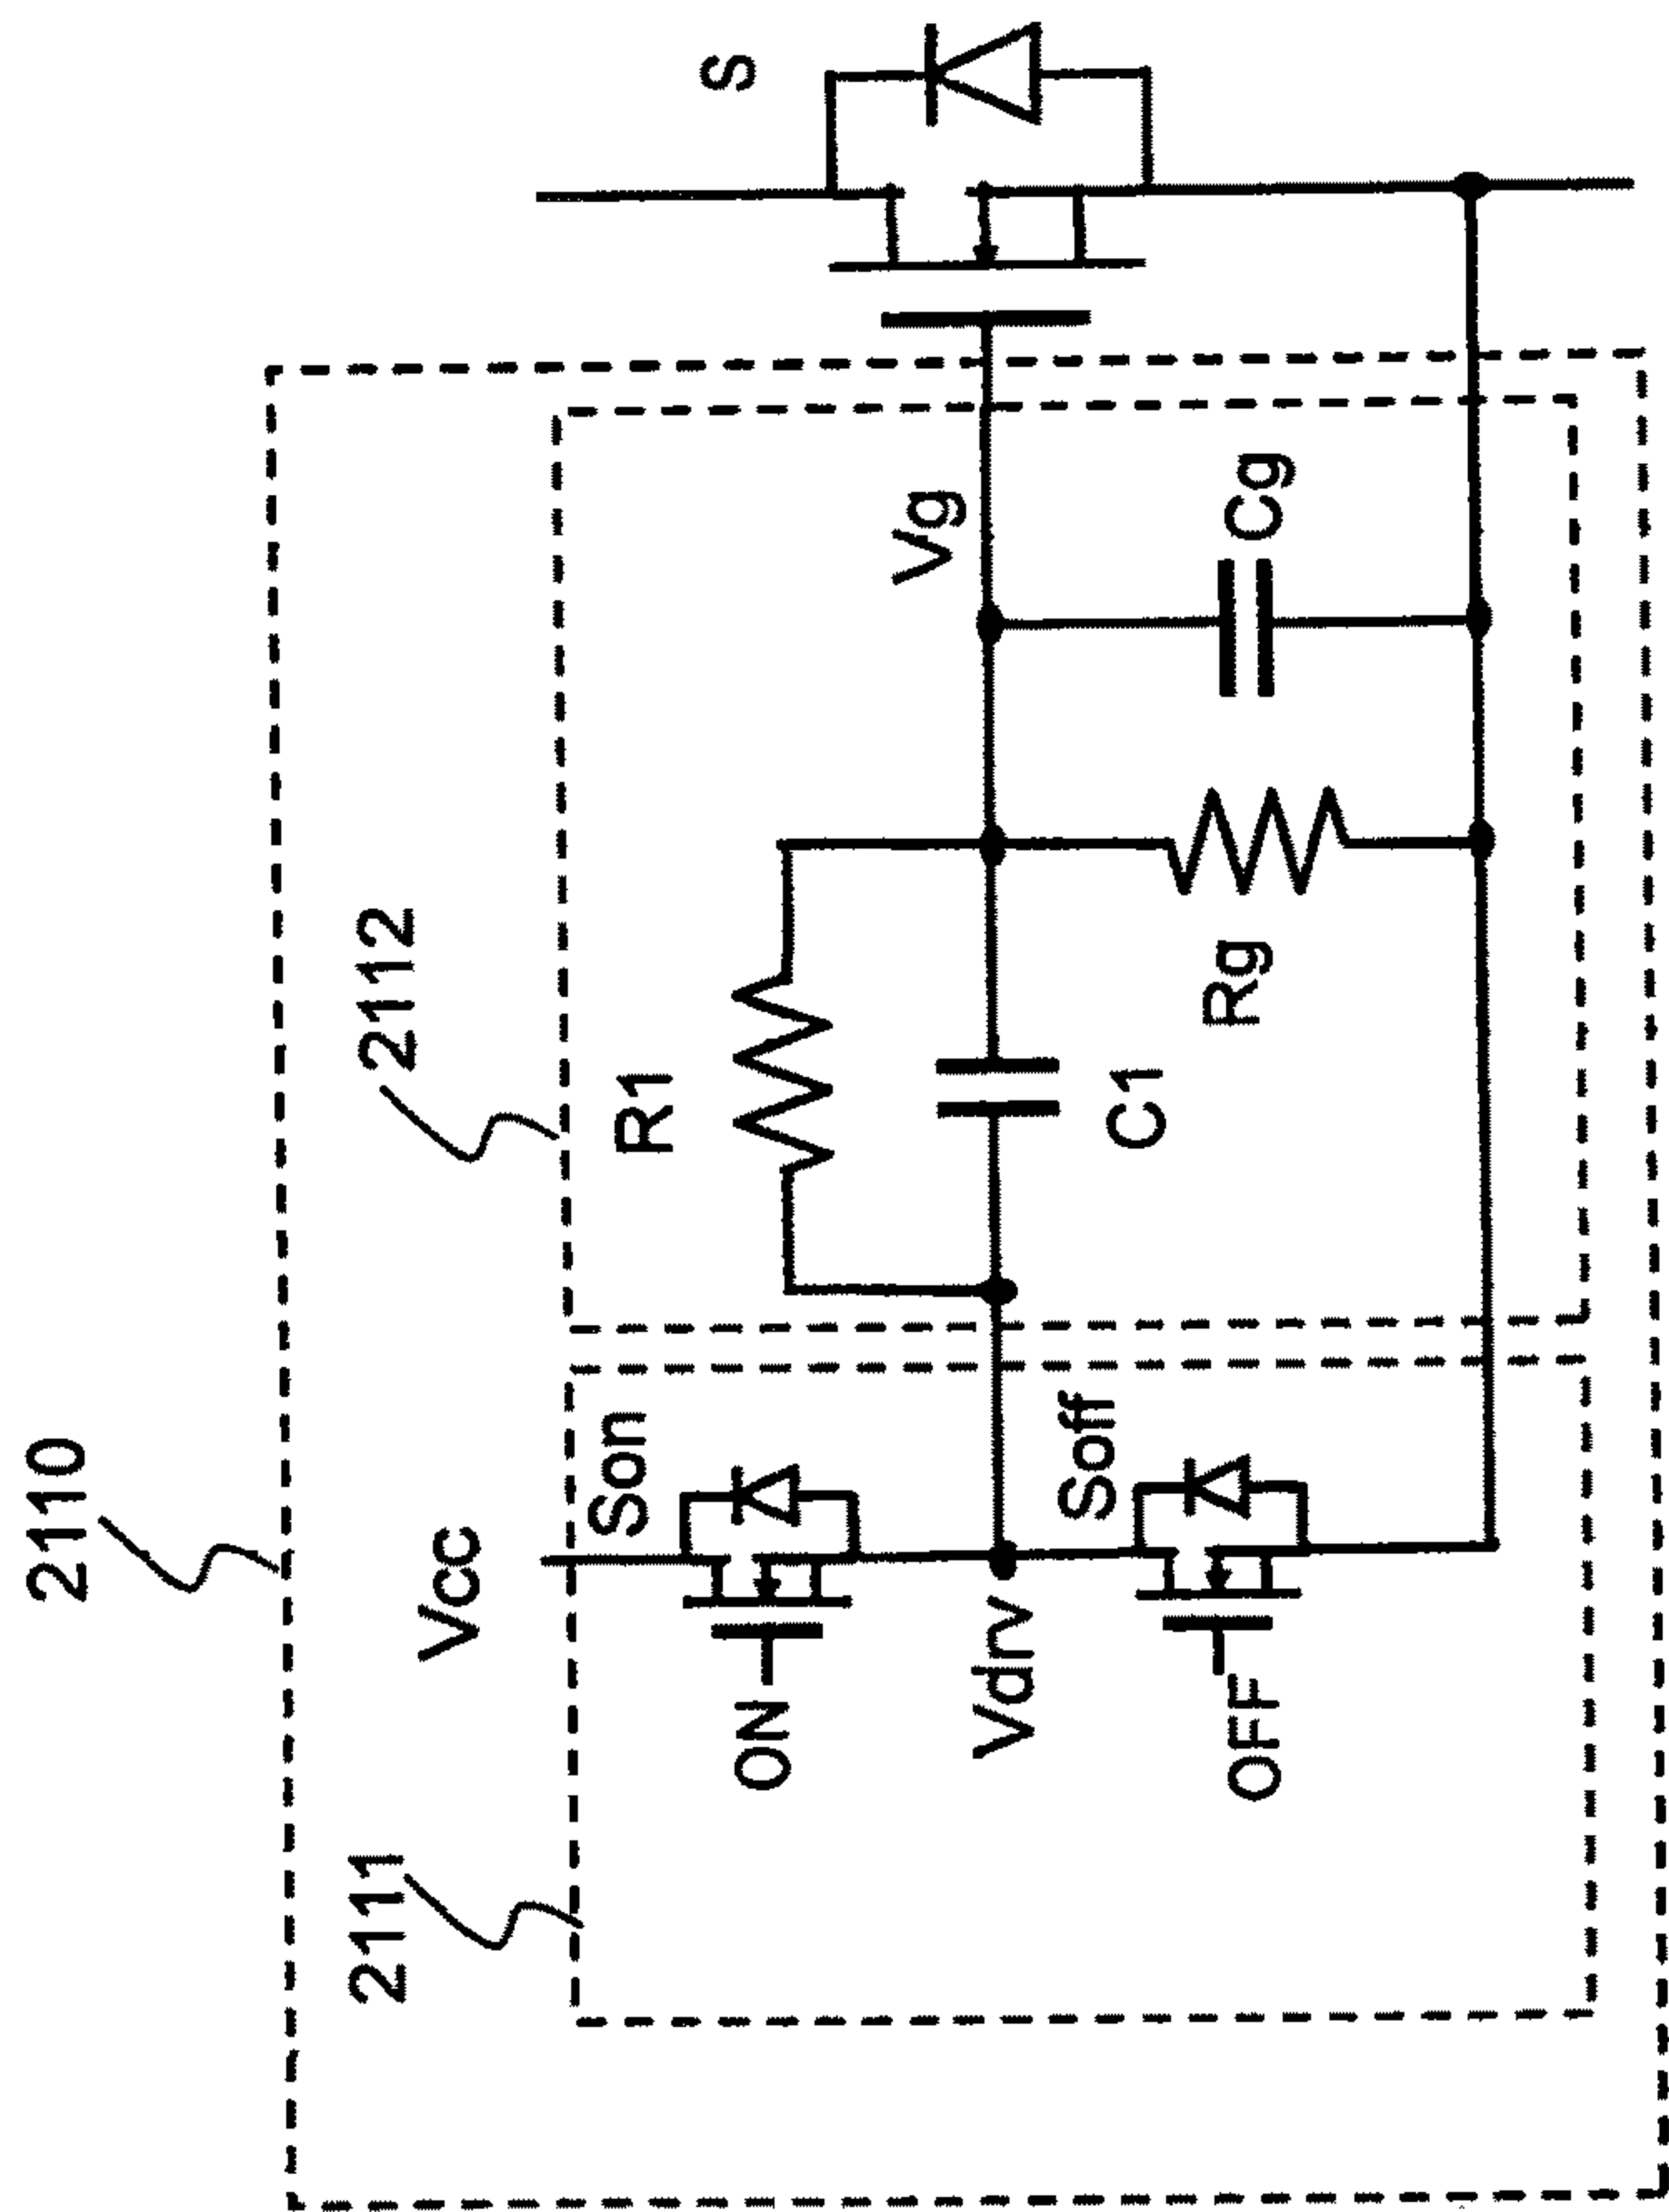 2110
2111
2112
Vcc
Son
ON
Vdrv
Soff
OFF
R1
C1
Rg
Vg
Cg
S